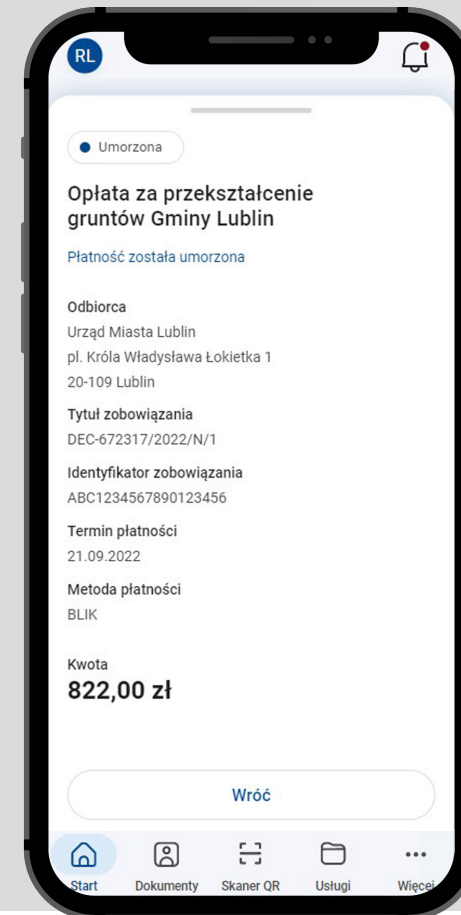 RL
Umorzona
Opłata za przekształcenie
gruntów Gminy Lublin
Płatność została umorzona
Odbiorca
Urząd Miasta Lublin
pl. Króla Władysława Łokietka 1
20-109 Lublin
Tytuł zobowiązania
DEC-672317/2022/N/1
Identyfikator zobowiązania
ABC1234567890123456
Termin płatności
21.09.2022
Metoda płatności
BLIK
Kwota
822,00 zł
Wróć
Start Dokumenty Skaner QR Usługi Więcej